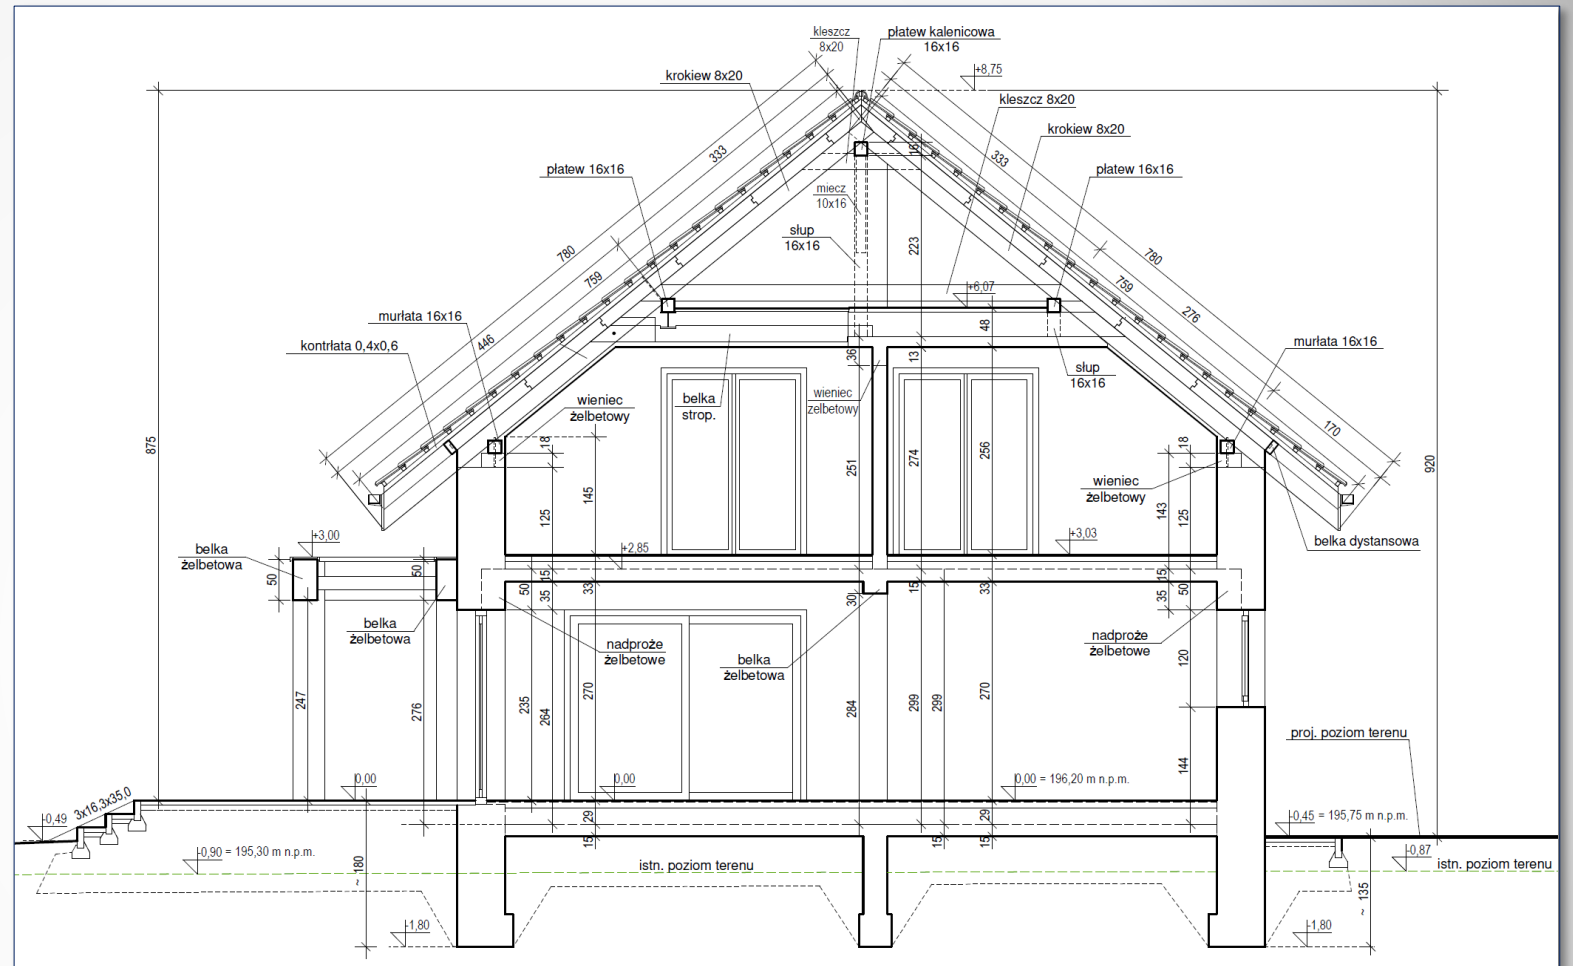 kleszcz
8x20
płatew kalenicowa
16x16
+8,75
krokiew 8x20
kleszcz 8x20
krokiew 8x20
333
333
16
płatew 16x16
płatew 16x16
miecz
10x16
słup
16x16
223
780
780
759
759
276
+6,07
murłata 16x16
446
48
kontrłata 0,4x0,6
murłata 16x16
36
13
słup
16x16
wieniec
żelbetowy
belka
strop.
wieniec
żelbetowy
170
875
920
18
18
251
274
256
145
125
143
125
wieniec
żelbetowy
belka dystansowa
+3,00
+2,85
+3,03
belka
żelbetowa
50
50
50
15
35
33
30
15
33
15
35
50
belka
żelbetowa
nadproże
żelbetowe
belka
żelbetowa
nadproże
żelbetowe
120
247
276
235
264
270
284
299
299
270
144
proj. poziom terenu
0,00
0,00
0,00 = 196,20 m n.p.m.
3x16,3x35,0
-0,49
29
29
-0,45 = 195,75 m n.p.m.
15
15
15
-0,90 = 195,30 m n.p.m.
~ 180
istn. poziom terenu
-0,87
istn. poziom terenu
~ 135
-1,80
-1,80